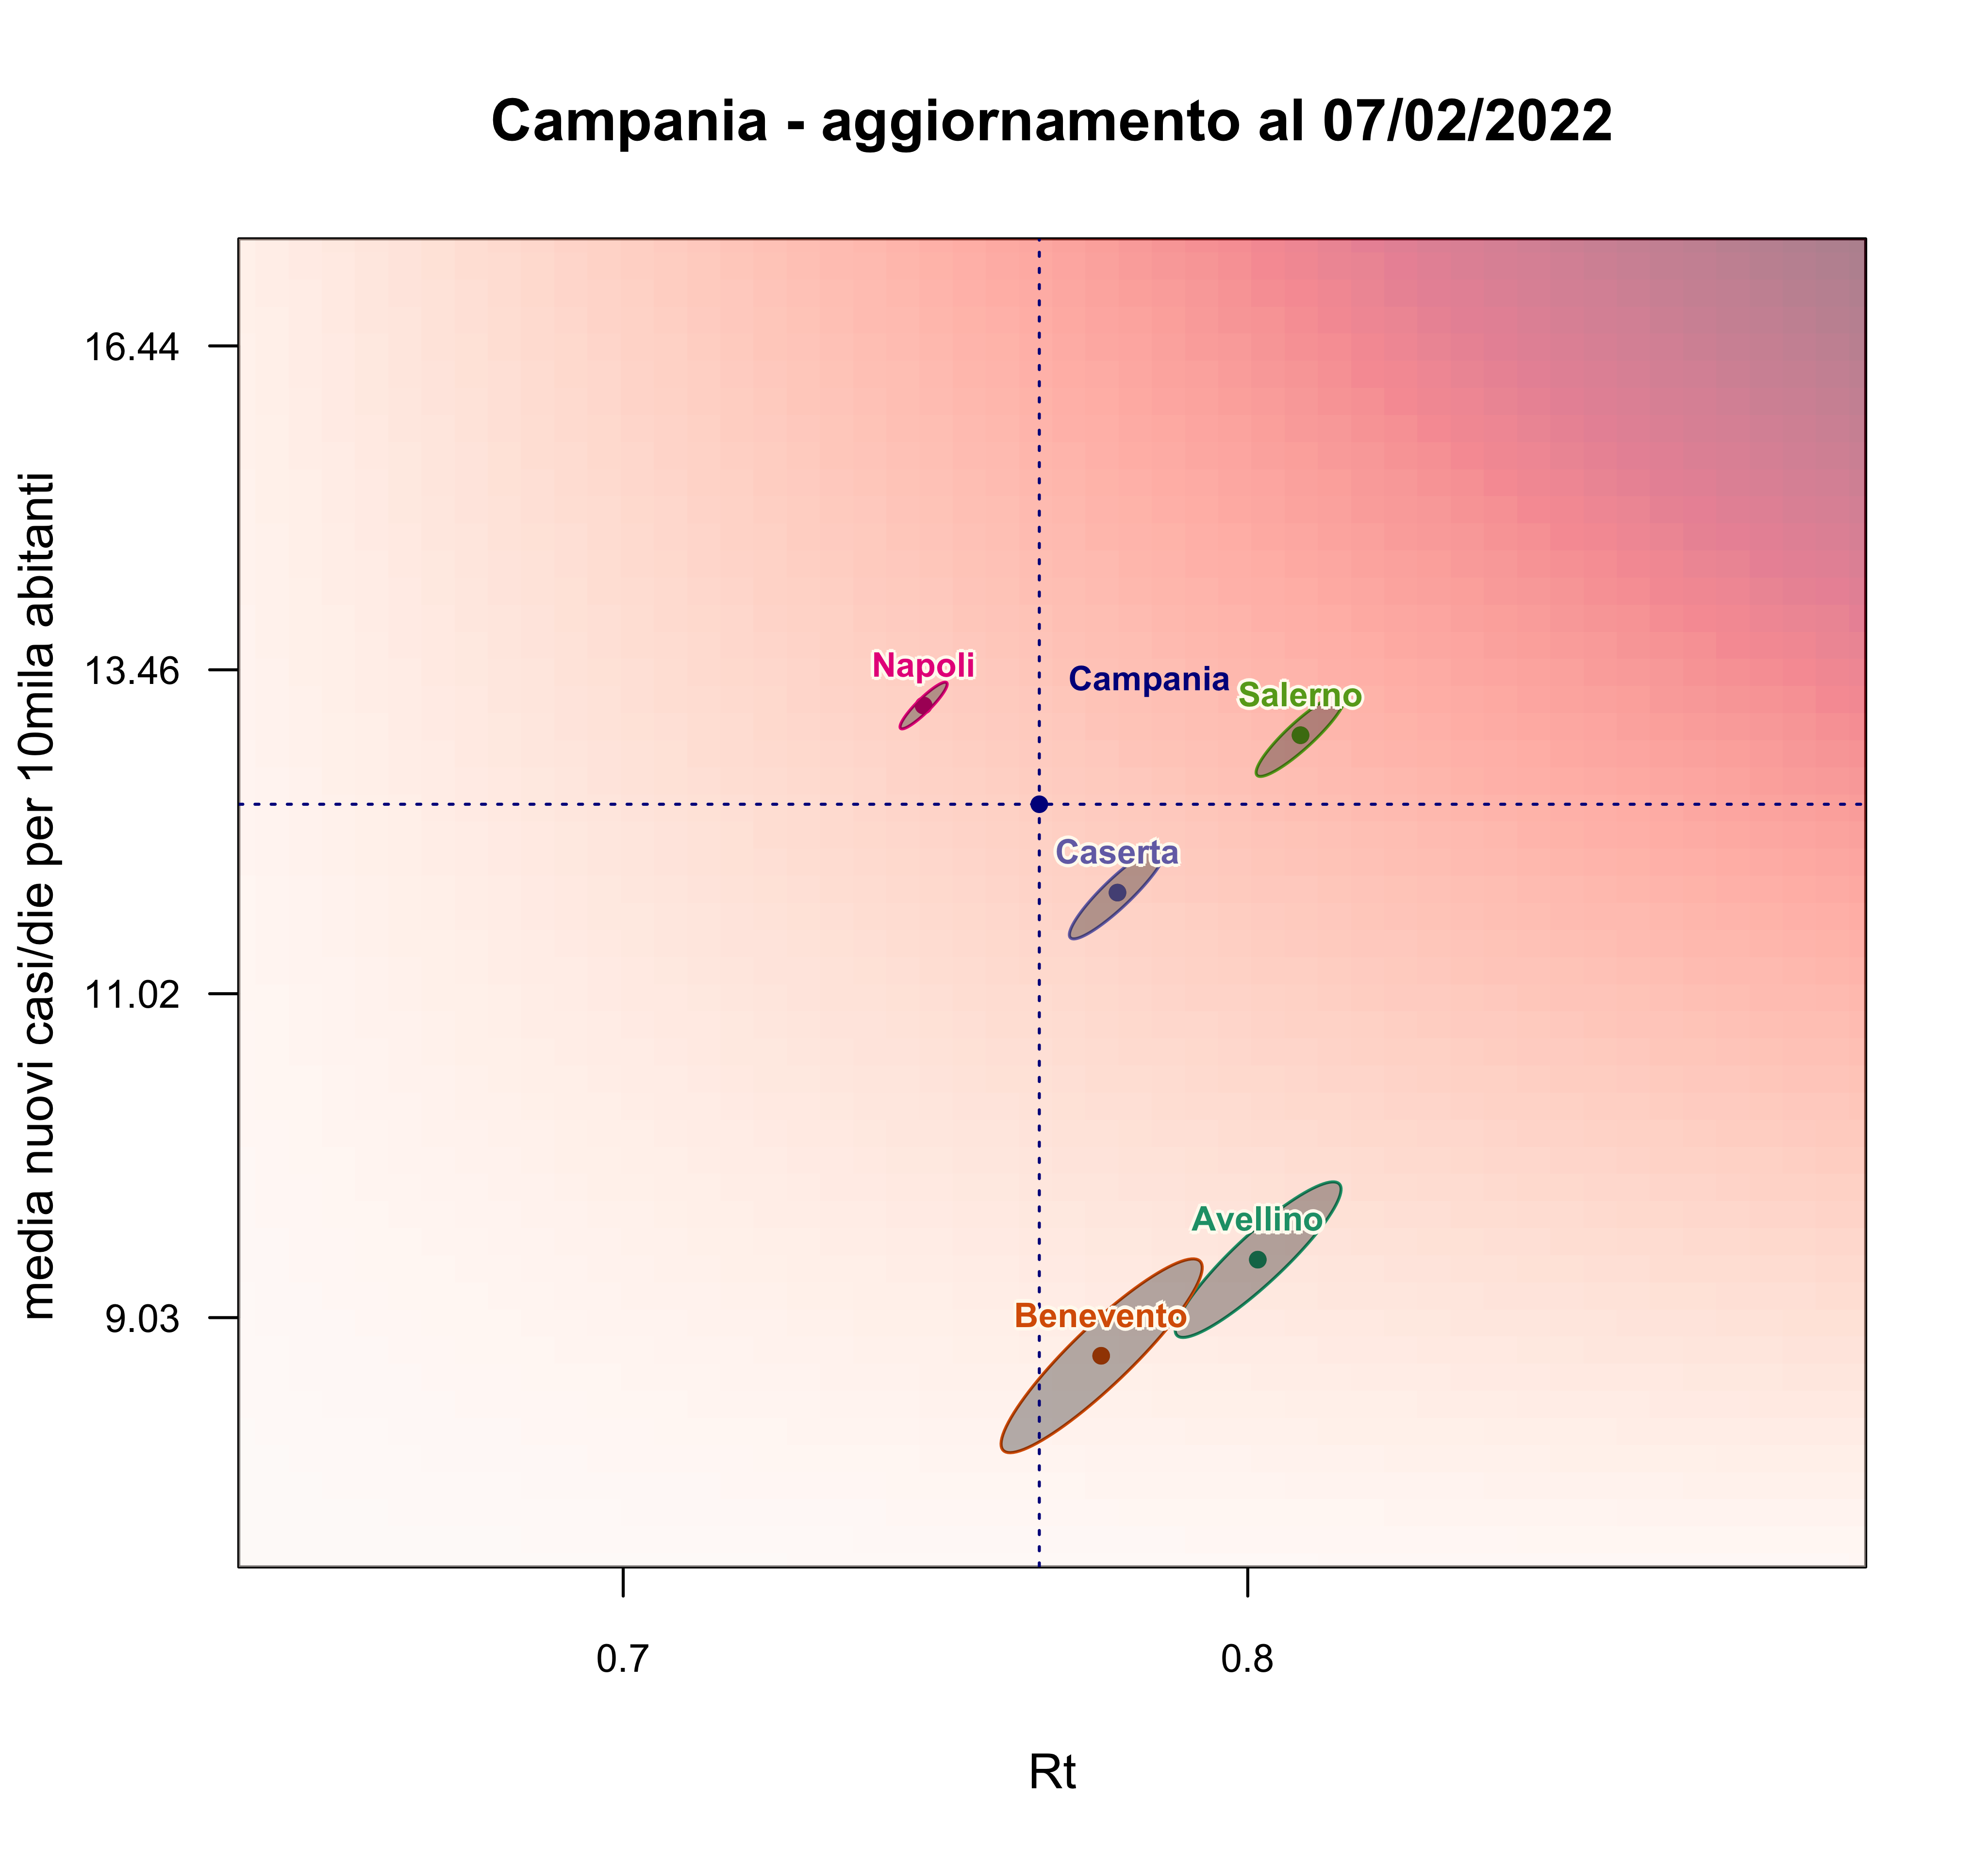 Campania - aggiornamento al 07/02/2022
media nuovi casi/die per 10mila abitanti
16.44
13.46
11.02
9.03
Napoli
Campania
Salerno
Caserta
Avellino
Benevento
0.7
0.8
Rt